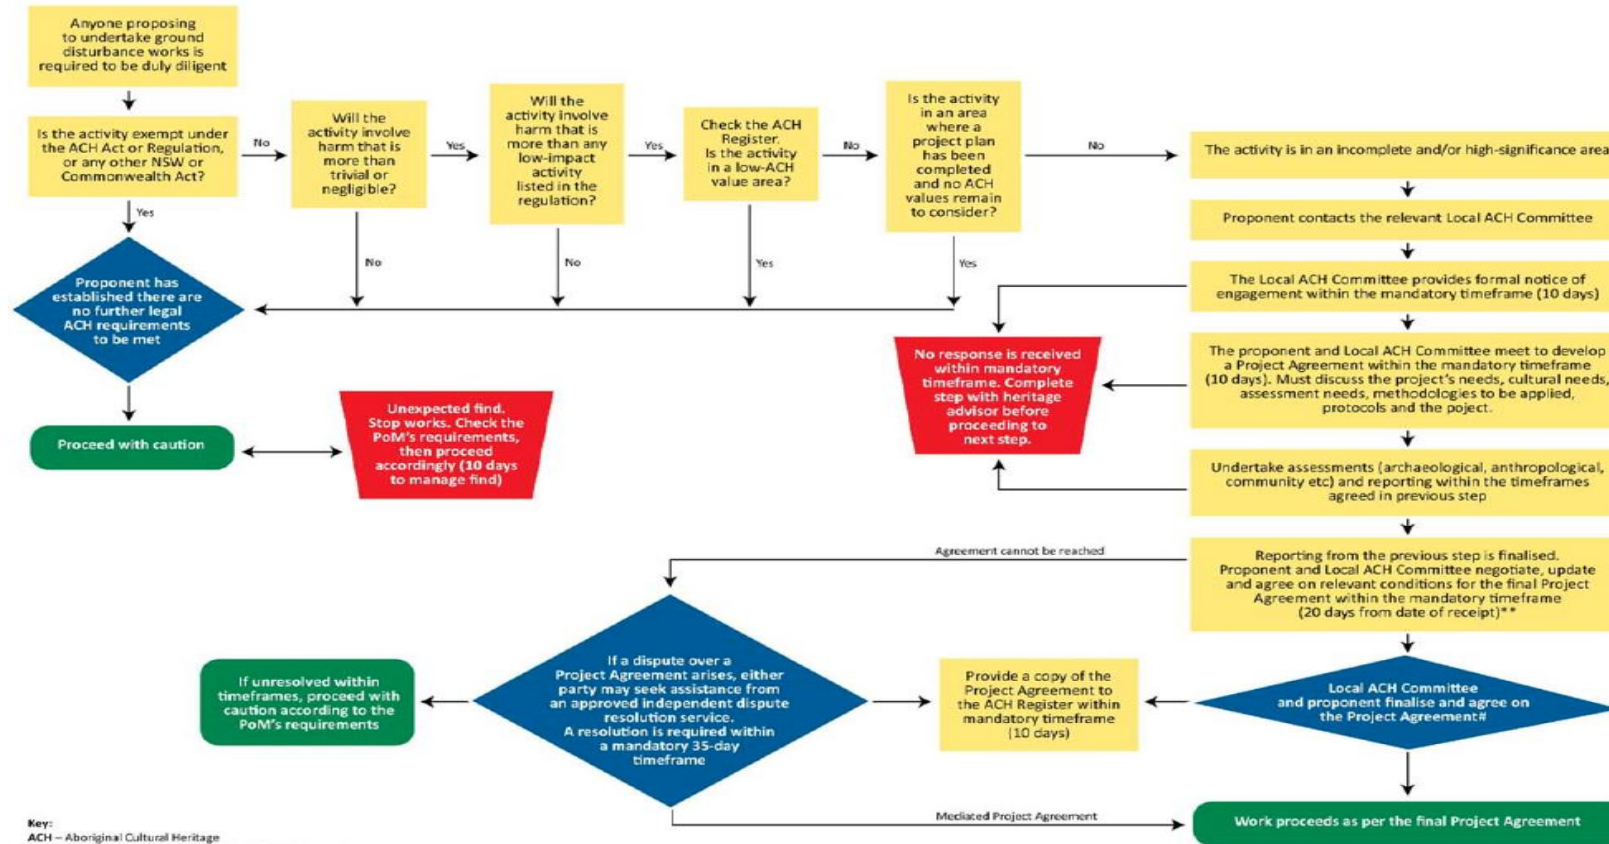 Anyone proposing
to undertake ground
disturbance works is
required to be duly diligent
Is the activity exempt under
the ACH Act or Regulation,
or any other NSW or
Commonwealth Act?
No
Will the
activity involve
harm that is
more than
trivial or
negligible?
Yes
Will the
activity involve
harm that is
more than any
low-impact
activity
listed in the
regulation?
Yes
Check the ACH
Register.
Is the activity
in a low-ACH
value area?
No
Is the activity
in an area
where a
project plan
has been
completed
and no ACH
values remain
to consider?
No
The activity is in an incomplete and/or high-significance area
Yes
No
No
Yes
Yes
Proponent has
established there are
no further legal
ACH requirements
to be met
Proceed with caution
Unexpected find.
Stop works. Check the
PoM's requirements,
then proceed
accordingly (10 days
to manage find)
Proponent contacts the relevant Local ACH Committee
The Local ACH Committee provides formal notice of
engagement within the mandatory timeframe (10 days)
No response is received
within mandatory
timeframe. Complete
step with heritage
advisor before
proceeding to
next step.
The proponent and Local ACH Committee meet to develop
a Project Agreement within the mandatory timeframe
(10 days). Must discuss the project's needs, cultural needs,
assessment needs, methodologies to be applied,
protocols and the poject.
Undertake assessments (archaeological, anthropological,
community etc) and reporting within the timeframes
agreed in previous step
Agreement cannot be reached
Reporting from the previous step is finalised.
Proponent and Local ACH Committee negotiate, update
and agree on relevant conditions for the final Project
Agreement within the mandatory timeframe
(20 days from date of receipt)**
If unresolved within
timeframes, proceed with
caution according to the
PoM's requirements
If a dispute over a
Project Agreement arises, either
party may seek assistance from
an approved independent dispute
resolution service.
A resolution is required within
a mandatory 35-day
timeframe
Provide a copy of the
Project Agreement to
the ACH Register within
mandatory timeframe
(10 days)
Local ACH Committee
and proponent finalise and agree on
the Project Agreement#
Mediated Project Agreement
Work proceeds as per the final Project Agreement
Key:
ACH – Aboriginal Cultural Heritage